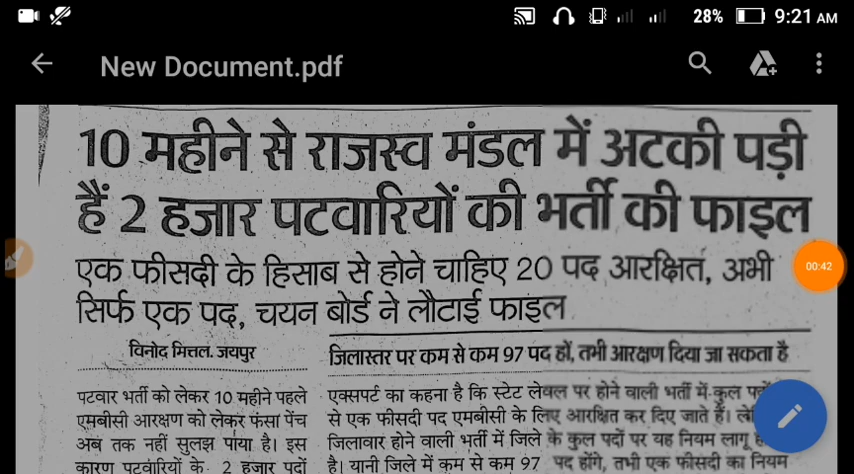 28% 9:21 AM
New Document.pdf
10 महीने से राजस्व मंडल में अटकी पड़ी
हैं 2 हजार पटवारियों की भर्ती की फाइल
एक फीसदी के हिसाब से होने चाहिए 20 पद आरक्षित, अभी
सिर्फ एक पद, चयन बोर्ड ने लौटाई फाइल
00:42
विनोद मित्तल. जयपुर
पटवार भर्ती को लेकर 10 महीने पहले
एमबीसी आरक्षण को लेकर फंसा पेंच
अब तक नहीं सुलझ पाया है। इस
कारण पटवारियों के 2 हजार पदों
जिलास्तर पर कम से कम 97 पद हों, तभी आरक्षण दिया जा सकता है
एक्सपर्ट का कहना है कि स्टेट लेवल पर होने वाली भर्ती में कुल
से एक फीसदी पद एमबीसी के लिए आरक्षित कर दिए जाते हैं।
जिलावार होने वाली भर्ती में जिले के कुल पदों पर यह नियम लागू
है। यानी जिले में कम से कम 97 पद होंगे, तभी एक फीसदी का नियम